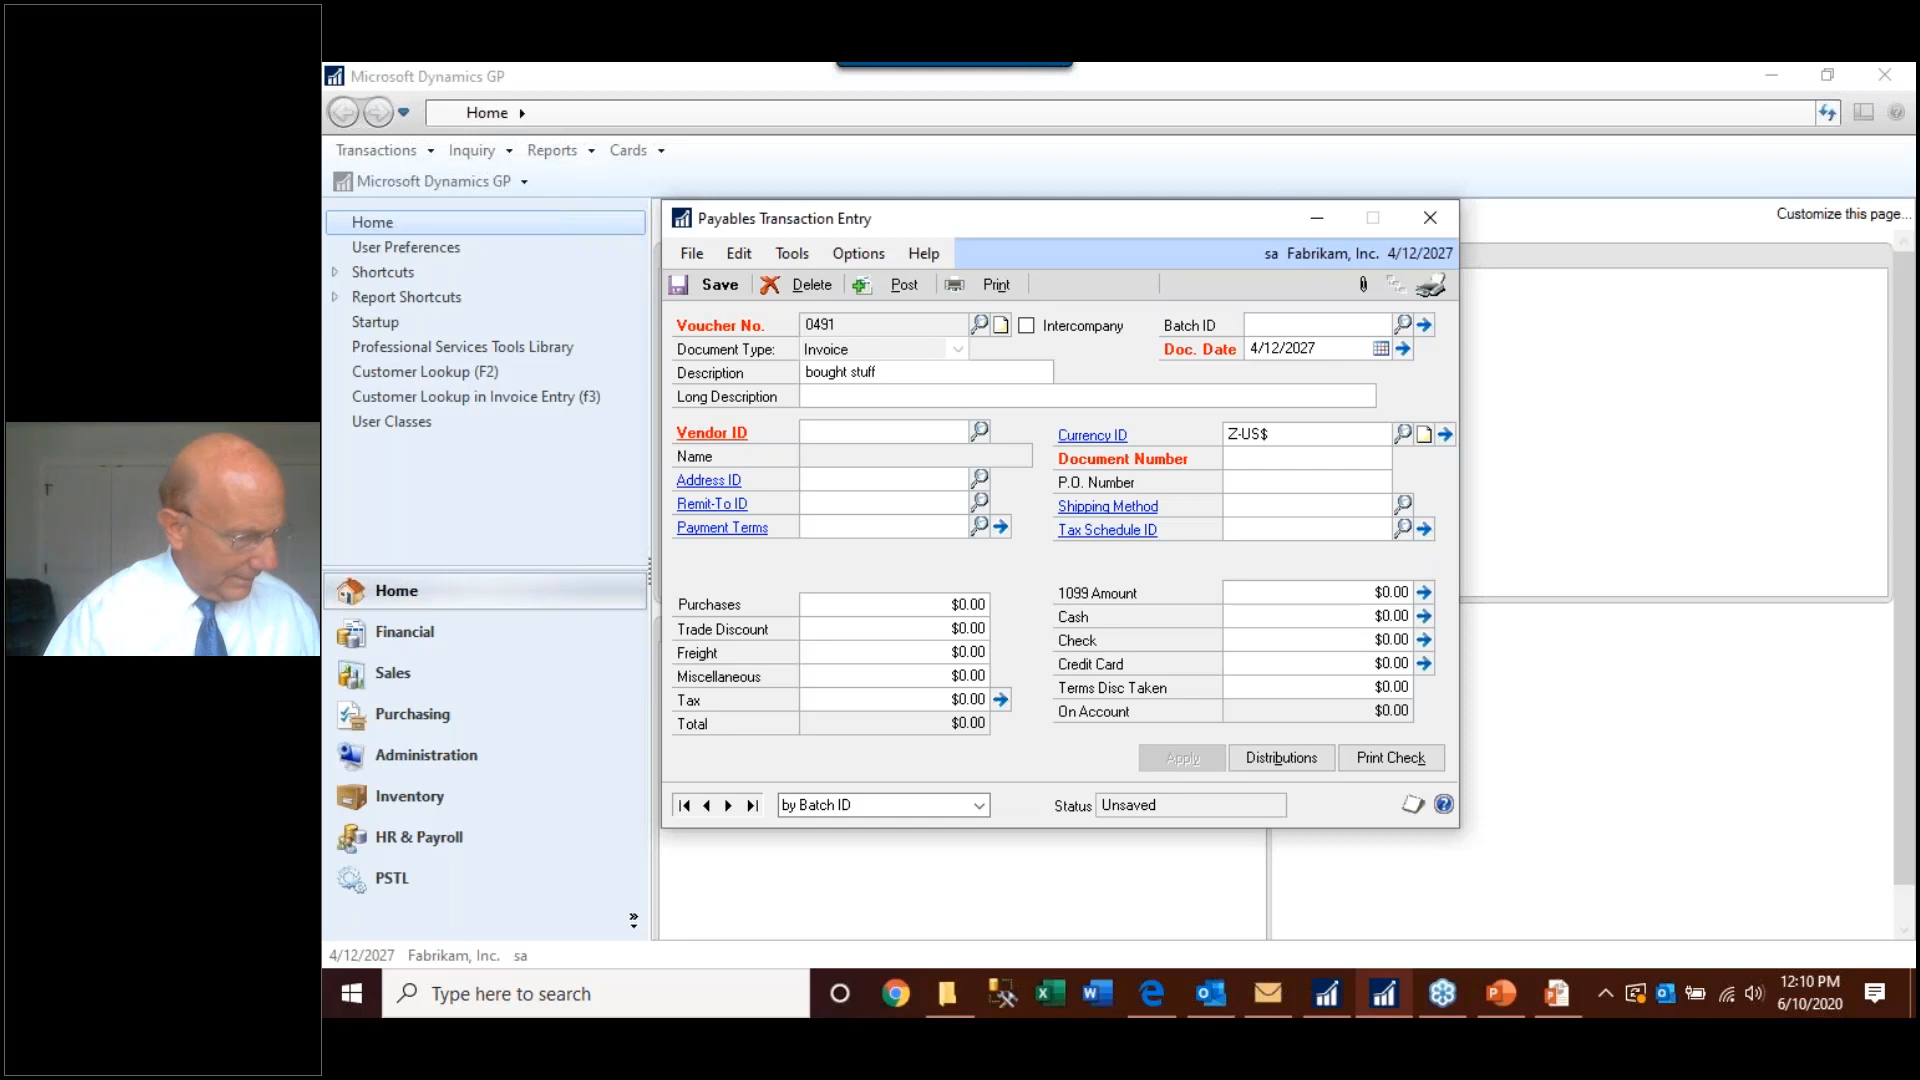 Microsoft Dynamics GP
Home
Transactions Inquiry Reports Cards
Microsoft Dynamics GP
Customize this page...
Home
User Preferences
Shortcuts
Report Shortcuts
Startup
Professional Services Tools Library
Customer Lookup (F2)
Customer Lookup in Invoice Entry (f3)
User Classes
Home
Financial
Sales
Purchasing
Administration
Inventory
HR & Payroll
PSTL
Payables Transaction Entry
File Edit Tools Options Help
sa Fabrikam, Inc. 4/12/2027
Save Delete Post Print
Voucher No. 0491 Intercompany Batch ID
Document Type: Invoice Doc. Date 4/12/2027
Description bought stuff
Long Description
Vendor ID Currency ID Z-US$
Name Document Number
Address ID P.O. Number
Remit-To ID Shipping Method
Payment Terms Tax Schedule ID
Purchases $0.00 1099 Amount $0.00
Trade Discount $0.00 Cash $0.00
Freight $0.00 Check $0.00
Miscellaneous $0.00 Credit Card $0.00
Tax $0.00 Terms Disc Taken $0.00
Total $0.00 On Account $0.00
Apply Distributions Print Check
by Batch ID Status Unsaved
4/12/2027 Fabrikam, Inc. sa
Type here to search
12:10 PM
6/10/2020